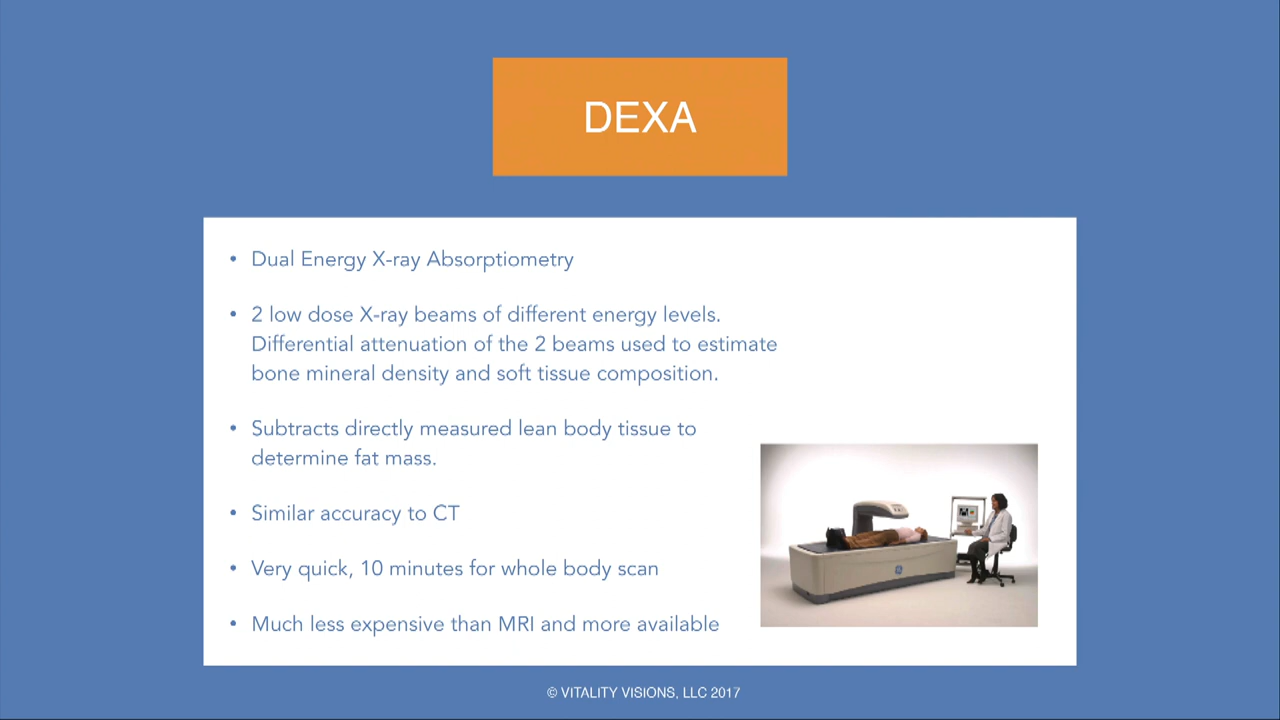 DEXA
• Dual Energy X-ray Absorptiometry
• 2 low dose X-ray beams of different energy levels.
Differential attenuation of the 2 beams used to estimate
bone mineral density and soft tissue composition.
• Subtracts directly measured lean body tissue to
determine fat mass.
• Similar accuracy to CT
• Very quick, 10 minutes for whole body scan
• Much less expensive than MRI and more available
© VITALITY VISIONS, LLC 2017